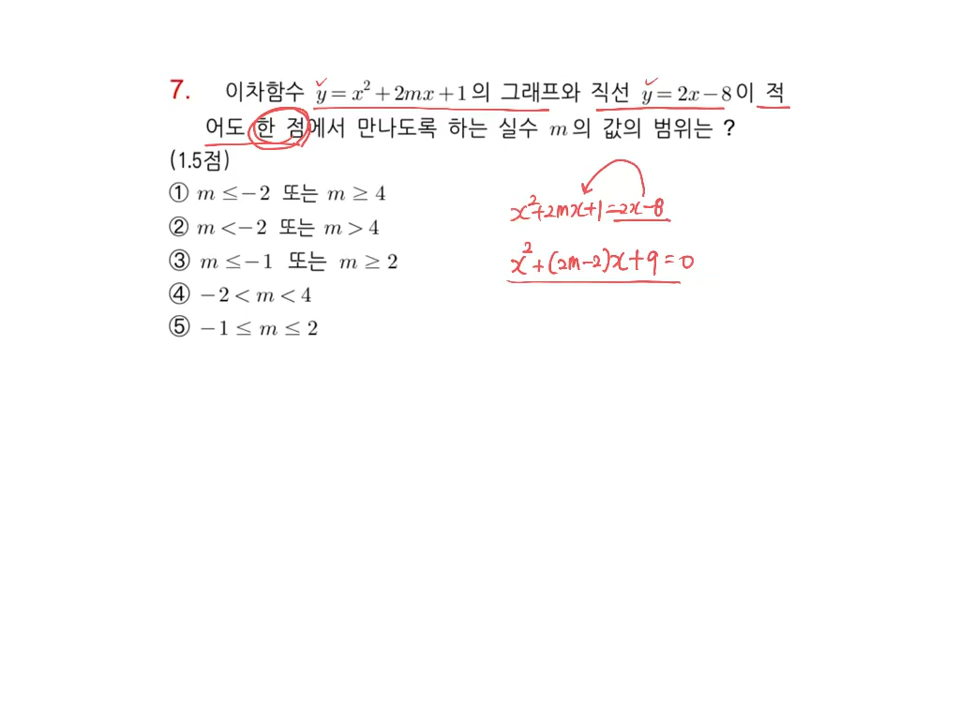 7. 이차함수 y = x² + 2mx + 1의 그래프와 직선 y = 2x − 8이 적
어도 한 점에서 만나도록 하는 실수 m의 값의 범위는 ?
(1.5점)
① m ≤ −2 또는 m ≥ 4
② m < −2 또는 m > 4
③ m ≤ −1 또는 m ≥ 2
④ −2 < m < 4
⑤ −1 ≤ m ≤ 2
x²+2mx+1=2x−8
x²+(2m−2)x+9=0